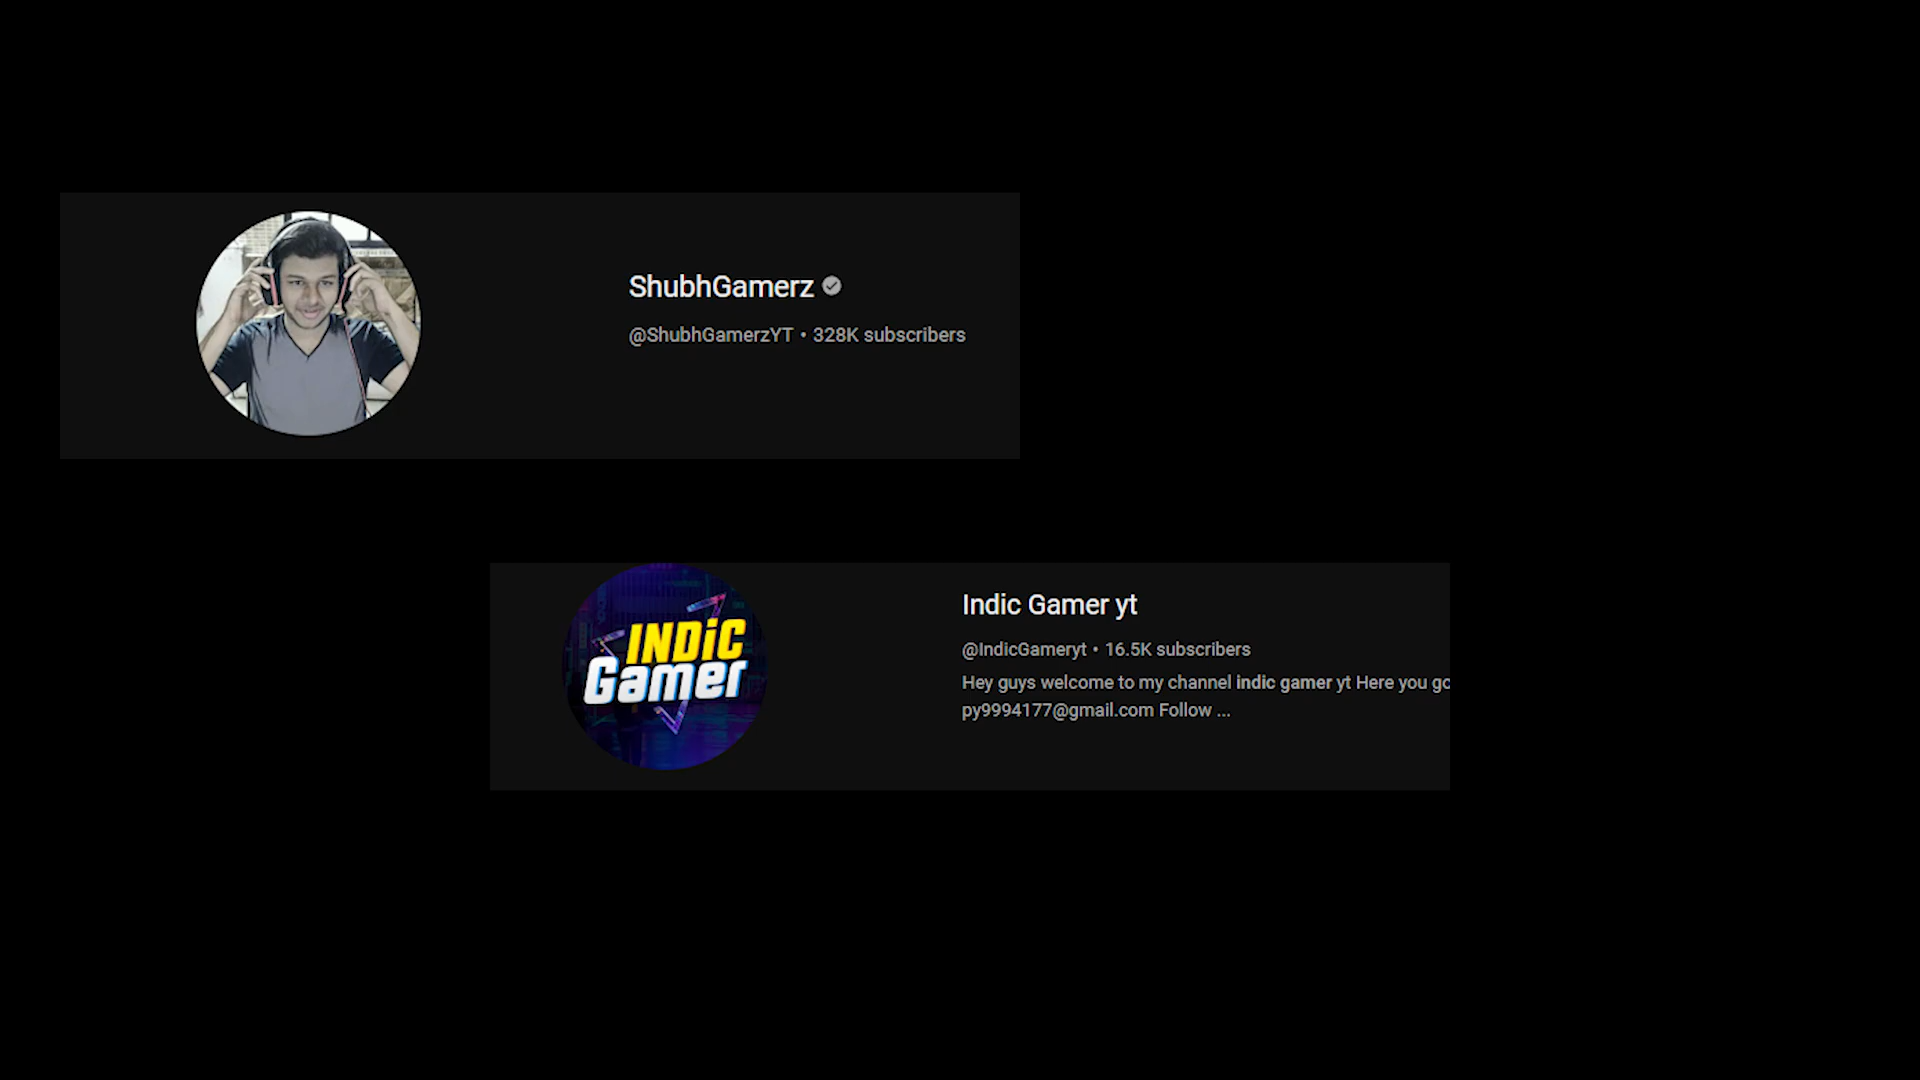 ShubhGamerz
@ShubhGamerzYT • 328K subscribers
INDiC
Gamer
Indic Gamer yt
@IndicGameryt • 16.5K subscribers
Hey guys welcome to my channel indic gamer yt Here you go
py9994177@gmail.com Follow ...